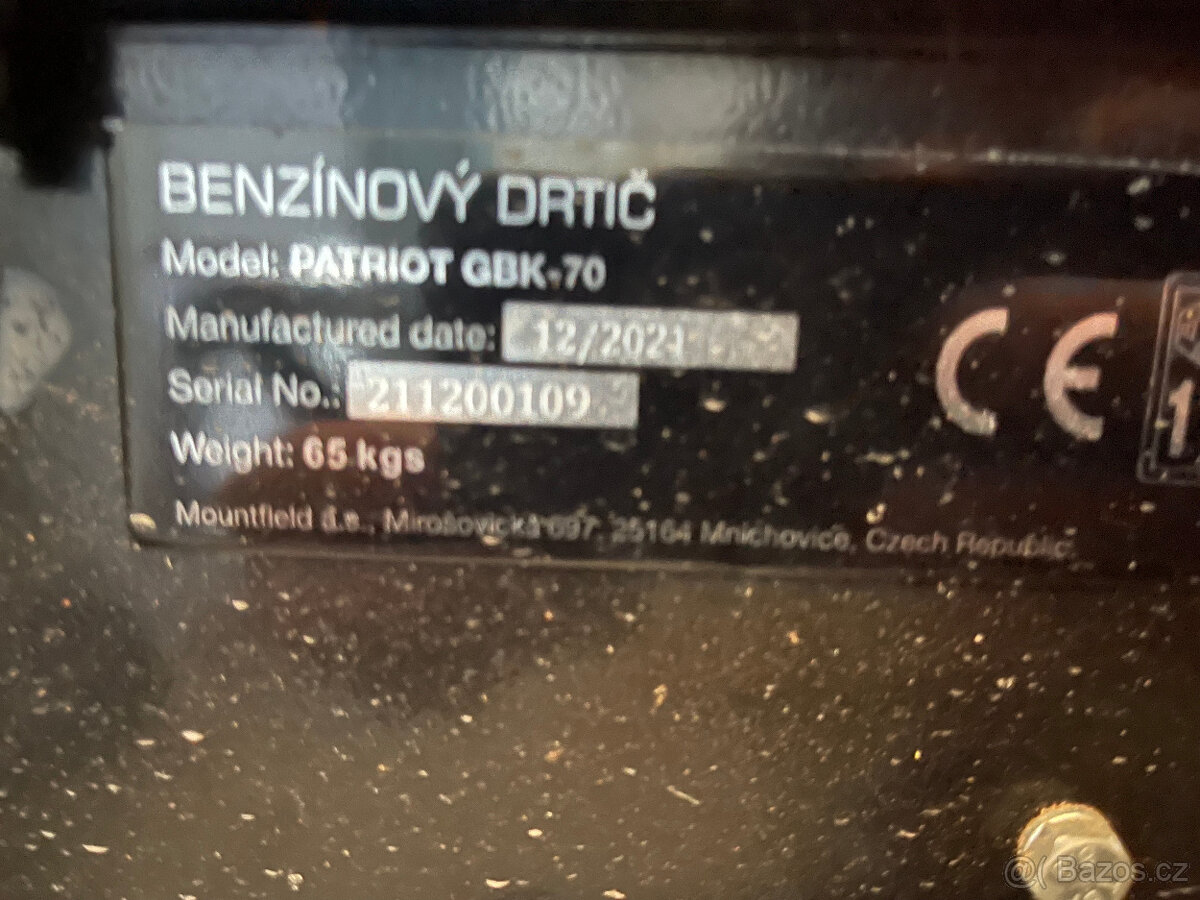 BENZÍNOVÝ DRTIČ
Model: PATRIOT GBK-70
Manufactured date: 12/2021
Serial No.: 211200109
Weight: 65 kgs
CE
1
Mountfield a.s., Mirošovická 697, 25164 Mnichovice, Czech Republic
@( Bazos.cz